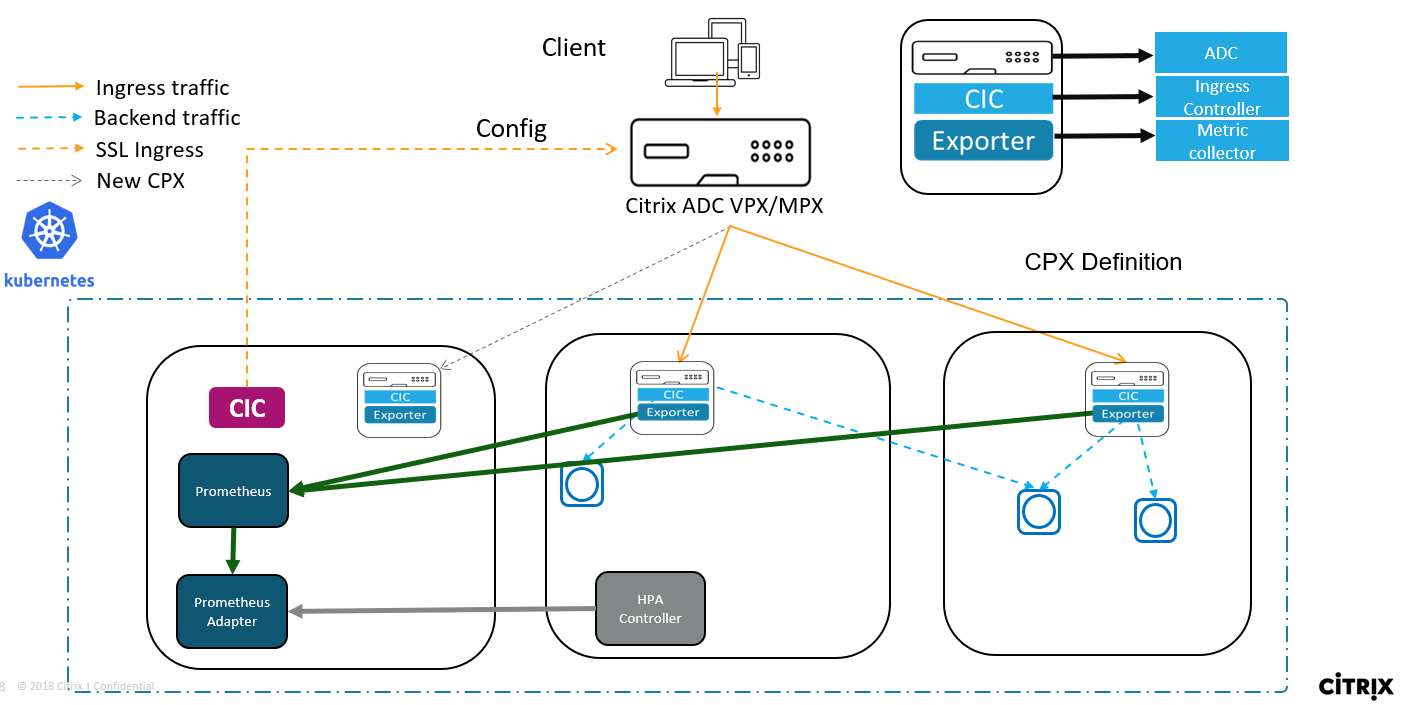 Client
ADC
Ingress traffic
Ingress
Controller
CIC
Backend traffic
Config
Metric
collector
Exporter
SSL Ingress
New CPX
Citrix ADC VPX/MPX
kubernetes
CPX Definition
CIC
CIC
Exporter
CIC
Exporter
CIC
Exporter
Prometheus
Prometheus
Adapter
HPA
Controller
8 © 2018 Citrix | Confidential
CİTRIX